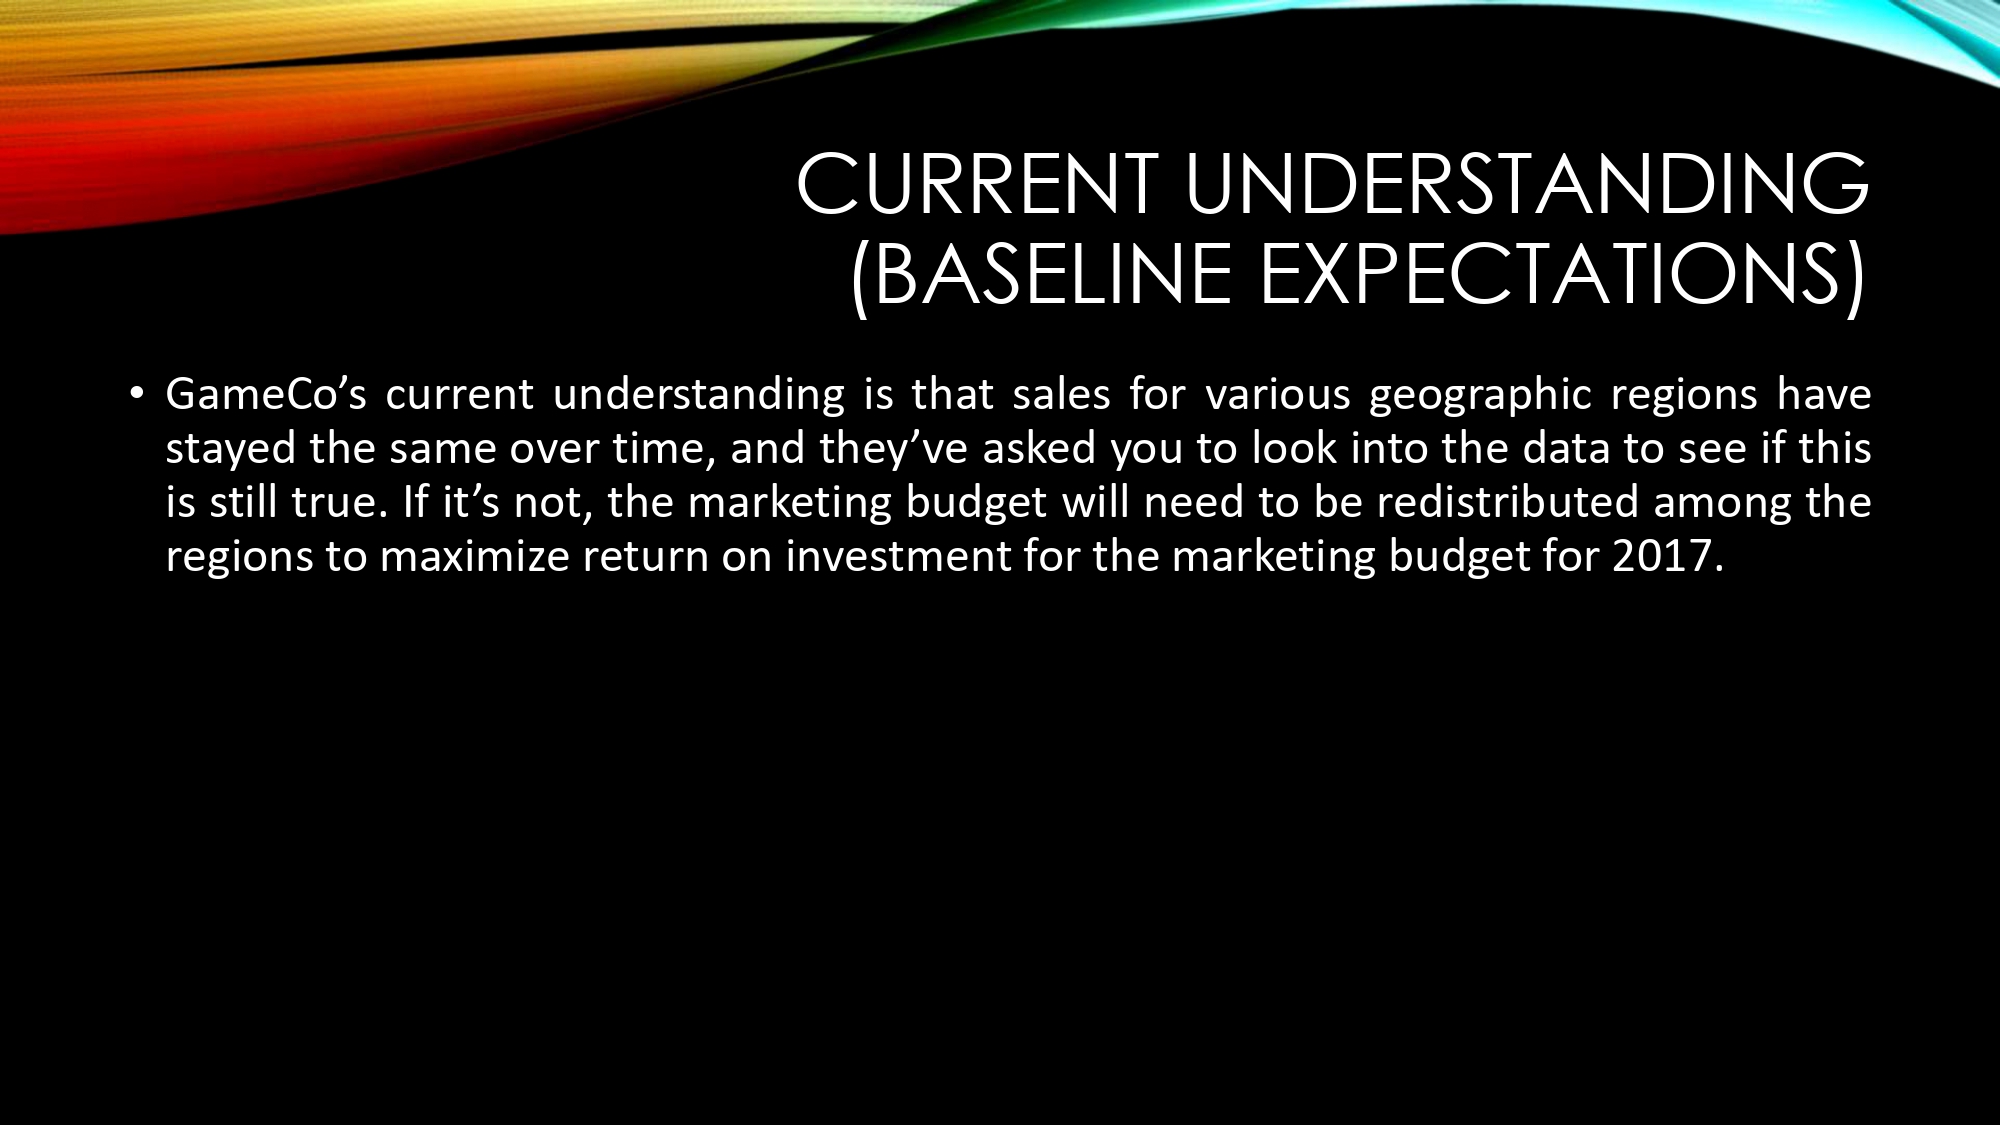 CURRENT UNDERSTANDING
(BASELINE EXPECTATIONS)
• GameCo’s current understanding is that sales for various geographic regions have
stayed the same over time, and they’ve asked you to look into the data to see if this
is still true. If it’s not, the marketing budget will need to be redistributed among the
regions to maximize return on investment for the marketing budget for 2017.